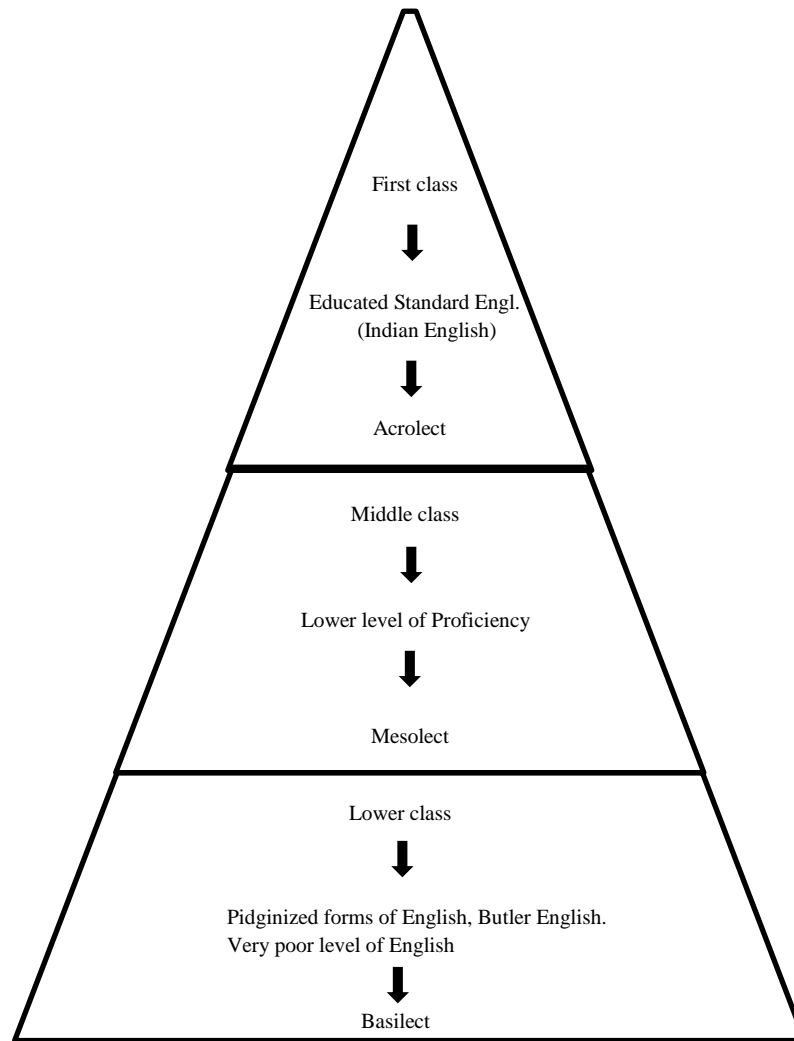 First class
Educated Standard Engl.
(Indian English)
Acrolect
Middle class
Lower level of Proficiency
Mesolect
Lower class
Pidginized forms of English, Butler English.
Very poor level of English
Basilect